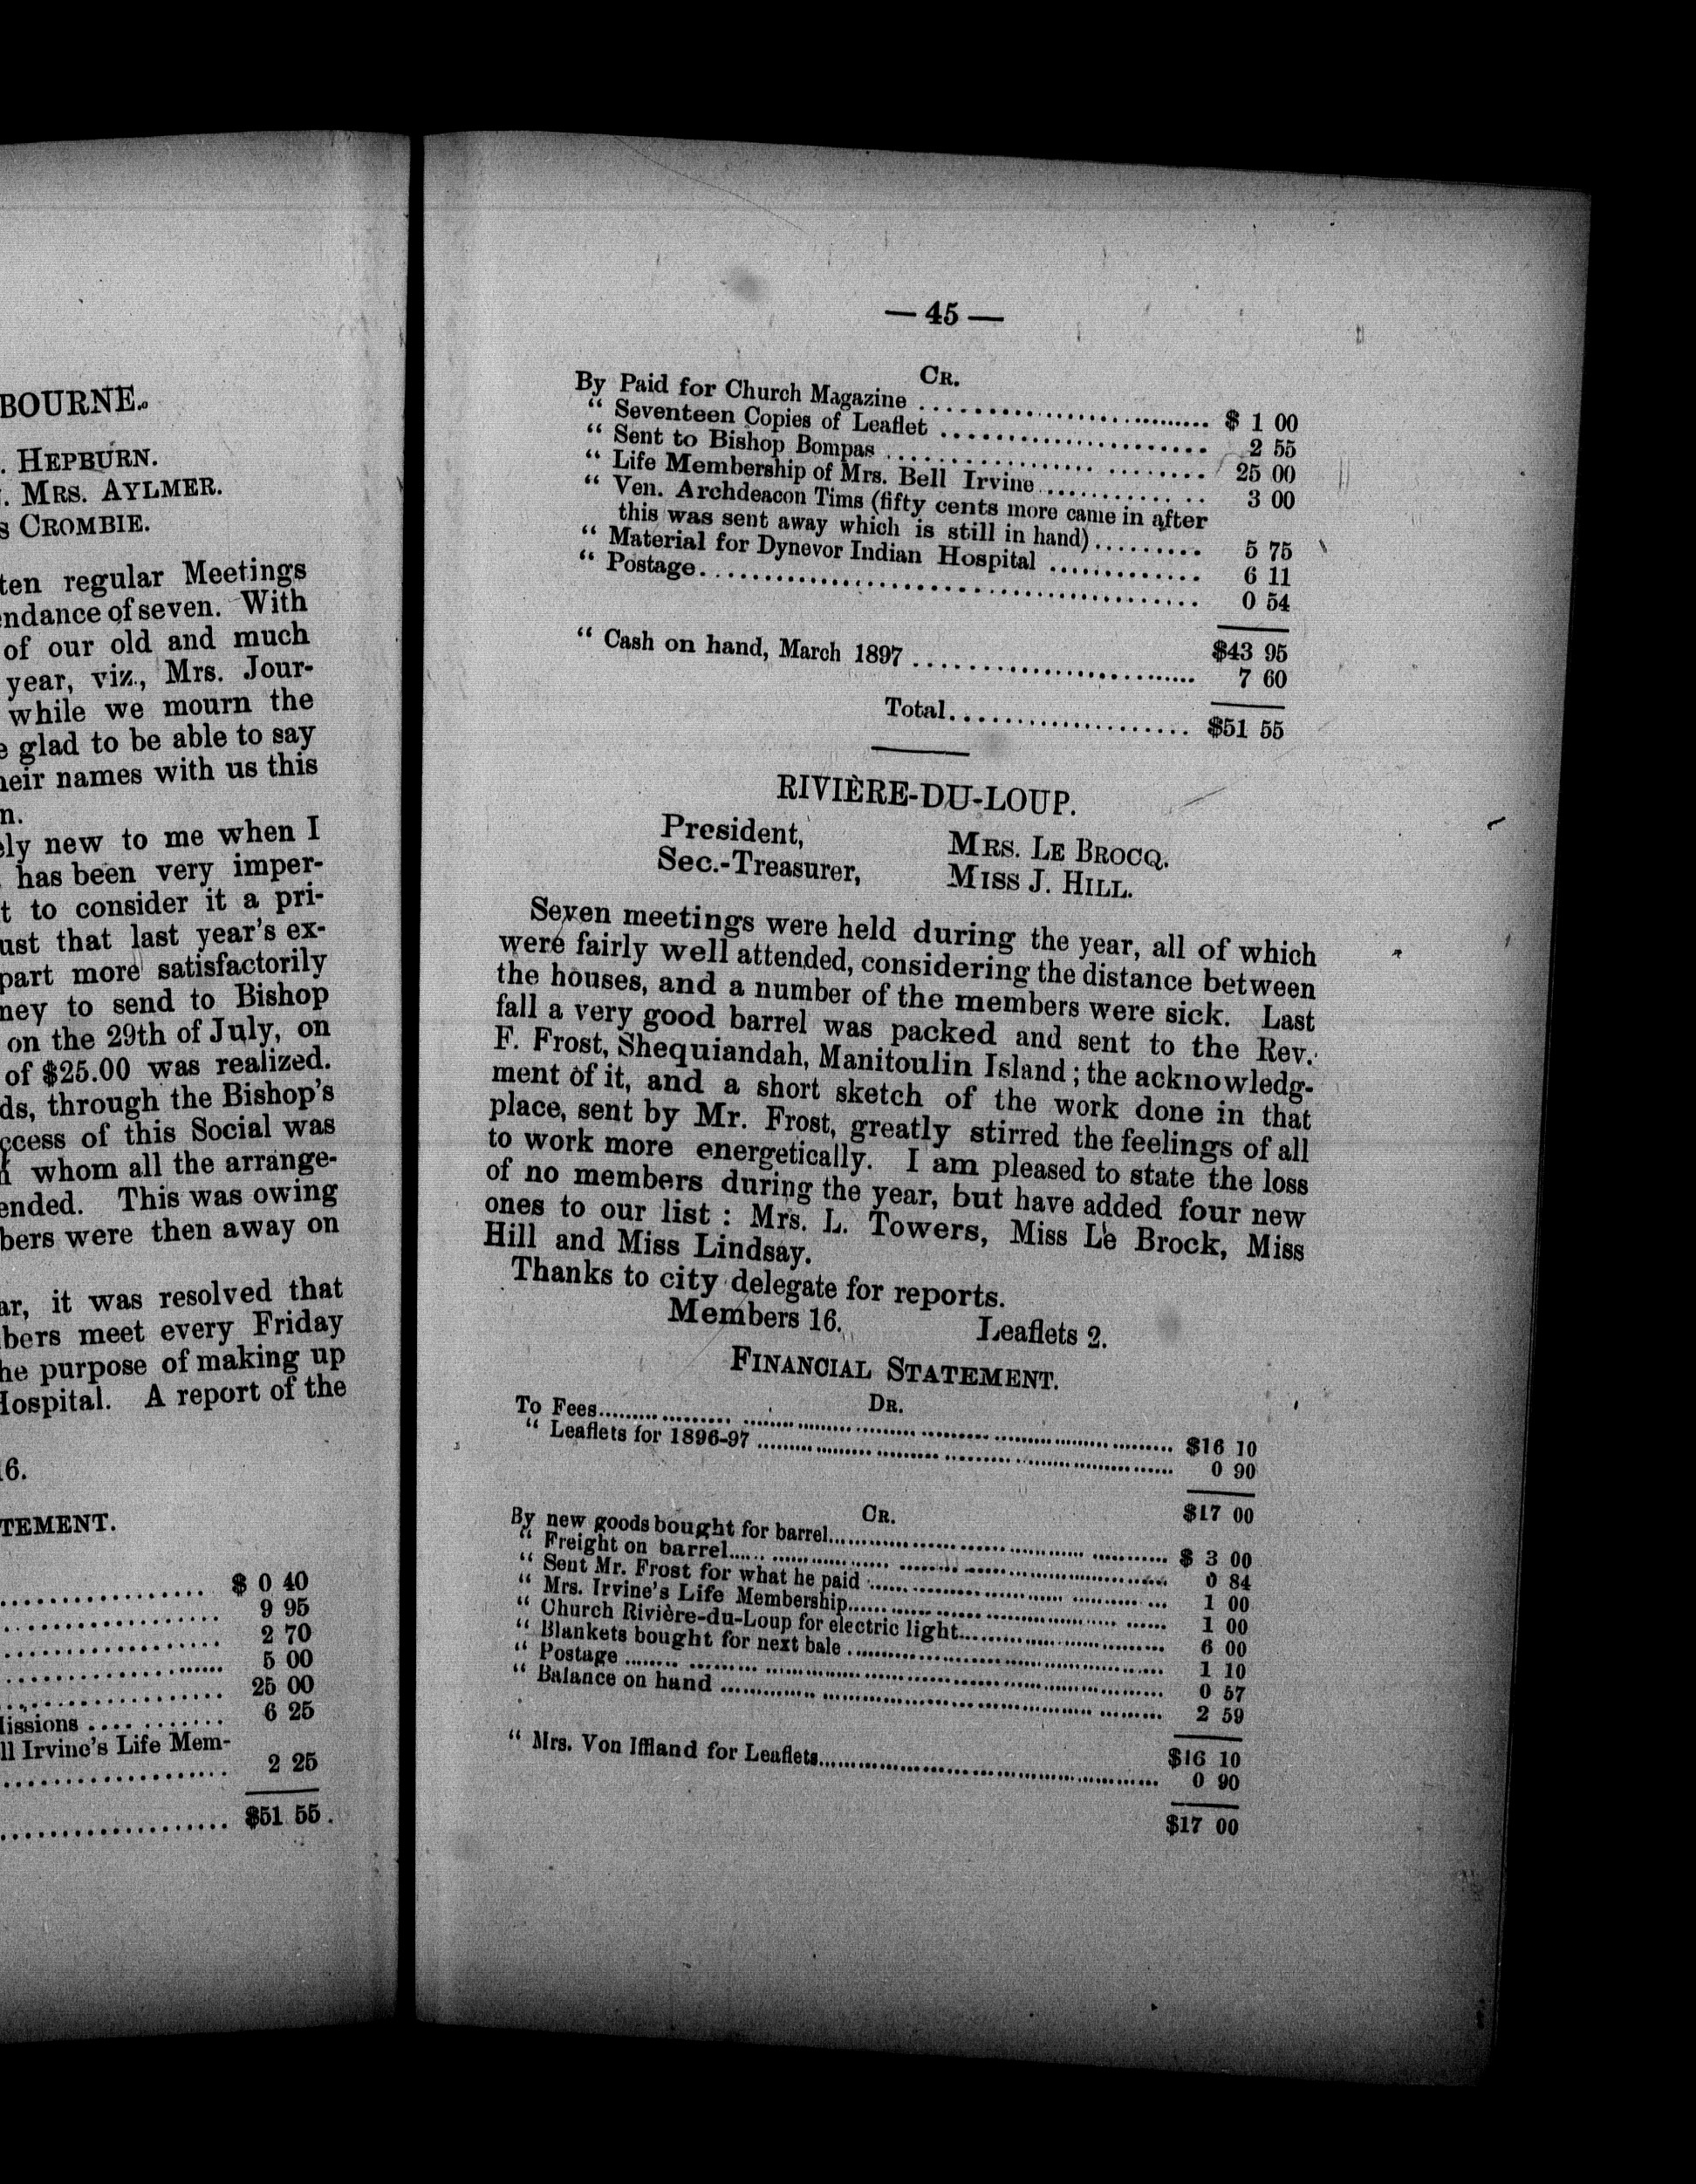 BOURNE.
. HEPBURN.
. MRS. AYLMER.
s CROMBIE.
ten regular Meetings
endance of seven. With
of our old and much
year, viz., Mrs. Jour-
while we mourn the
e glad to be able to say
heir names with us this
n.
ely new to me when I
has been very imper-
t to consider it a pri-
ust that last year's ex-
part more satisfactorily
ney to send to Bishop
on the 29th of July, on
of $25.00 was realized.
ds, through the Bishop's
ccess of this Social was
whom all the arrange-
ended. This was owing
bers were then away on
ar, it was resolved that
bers meet every Friday
he purpose of making up
Hospital. A report of the
16.
TEMENT.
.................. $ 0 40
.................. 9 95
.................. 2 70
.................. 5 00
.................. 25 00
Missions ............ 6 25
ll Irvine's Life Mem-
.................. 2 25
.................. $51 55.
— 45 —
CR.
By Paid for Church Magazine .................. $ 1 00
“ Seventeen Copies of Leaflet .................. 2 55
“ Sent to Bishop Bompas .................. 25 00
“ Life Membership of Mrs. Bell Irvine ............ 3 00
“ Ven. Archdeacon Tims (fifty cents more came in after
this was sent away which is still in hand)......... 5 75
“ Material for Dynevor Indian Hospital ............. 6 11
“ Postage.................. 0 54
$43 95
“ Cash on hand, March 1897 .................. 7 60
Total.................. $51 55
RIVIÈRE-DU-LOUP.
President, MRS. LE BROCQ.
Sec.-Treasurer, MISS J. HILL.
Seven meetings were held during the year, all of which
were fairly well attended, considering the distance between
the houses, and a number of the members were sick. Last
fall a very good barrel was packed and sent to the Rev.
F. Frost, Shequiandah, Manitoulin Island ; the acknowledg-
ment of it, and a short sketch of the work done in that
place, sent by Mr. Frost, greatly stirred the feelings of all
to work more energetically. I am pleased to state the loss
of no members during the year, but have added four new
ones to our list : Mrs. L. Towers, Miss Le Brock, Miss
Hill and Miss Lindsay.
Thanks to city delegate for reports.
Members 16. Leaflets 2.
FINANCIAL STATEMENT.
DR.
To Fees.................. $16 10
“ Leaflets for 1896-97 .................. 0 90
$17 00
CR.
By new goods bought for barrel.................. $ 3 00
“ Freight on barrel.................. 0 84
“ Sent Mr. Frost for what he paid .................. 1 00
“ Mrs. Irvine's Life Membership.................. 1 00
“ Church Rivière-du-Loup for electric light.................. 6 00
“ Blankets bought for next bale .................. 1 10
“ Postage .................. 0 57
“ Balance on hand .................. 2 59
$16 10
“ Mrs. Von Iffland for Leaflets.................. 0 90
$17 00